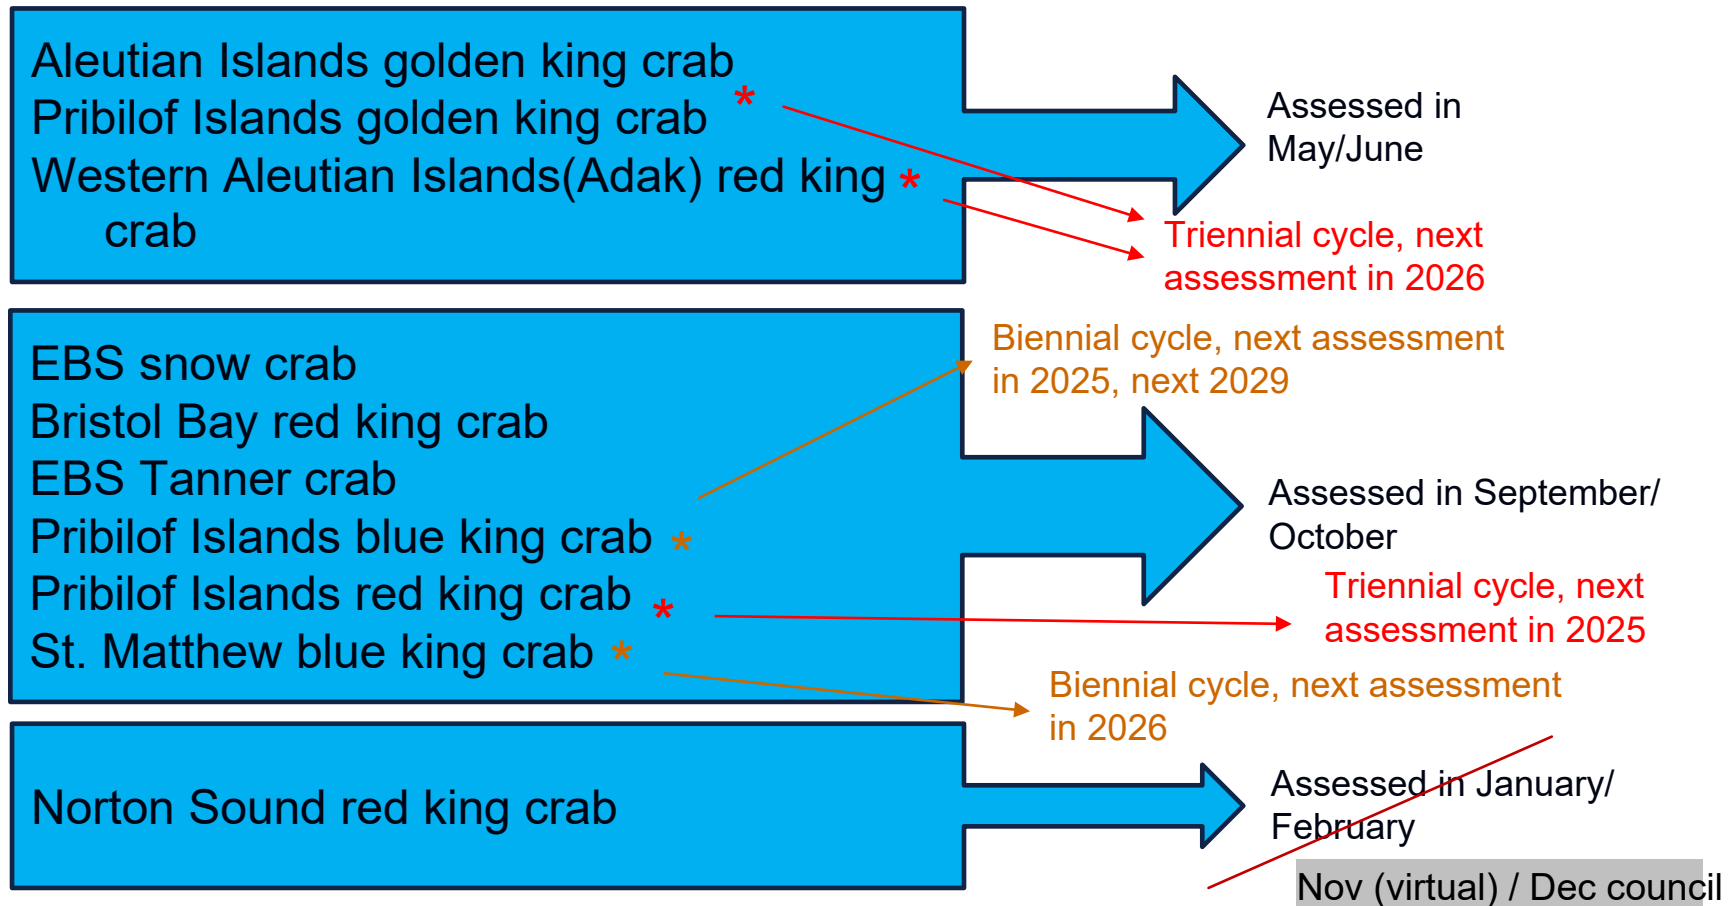 Aleutian Islands golden king crab
Pribilof Islands golden king crab *
Western Aleutian Islands(Adak) red king *
crab
Assessed in
May/June
Triennial cycle, next
assessment in 2026
EBS snow crab
Bristol Bay red king crab
EBS Tanner crab
Pribilof Islands blue king crab *
Pribilof Islands red king crab *
St. Matthew blue king crab *
Biennial cycle, next assessment
in 2025, next 2029
Assessed in September/
October
Triennial cycle, next
assessment in 2025
Biennial cycle, next assessment
in 2026
Norton Sound red king crab
Assessed in January/
February
Nov (virtual) / Dec council